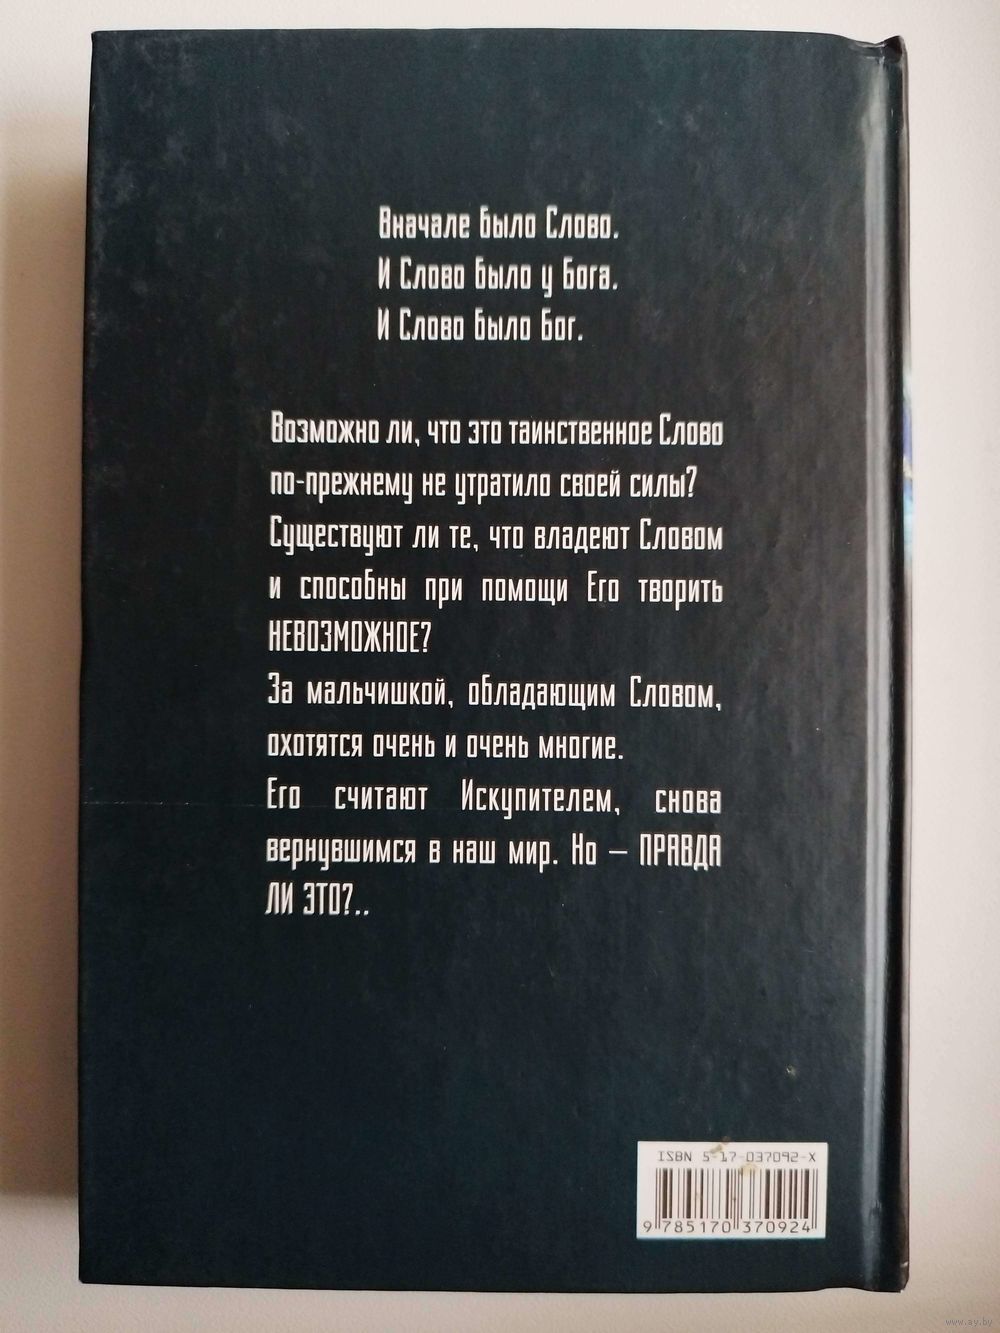 Вначале было Слово.
И Слово было у Бога.
И Слово было Бог.
Возможно ли, что это таинственное Слово
по-прежнему не утратило своей силы?
Существуют ли те, что владеют Словом
и способны при помощи Его творить
НЕВОЗМОЖНОЕ?
За мальчишкой, обладающим Словом,
охотятся очень и очень многие.
Его считают Искупителем, снова
вернувшимся в наш мир. Но – ПРАВДА
ЛИ ЭТО?..
ISBN 5-17-037092-X
9 785170 370924
www.ay.by